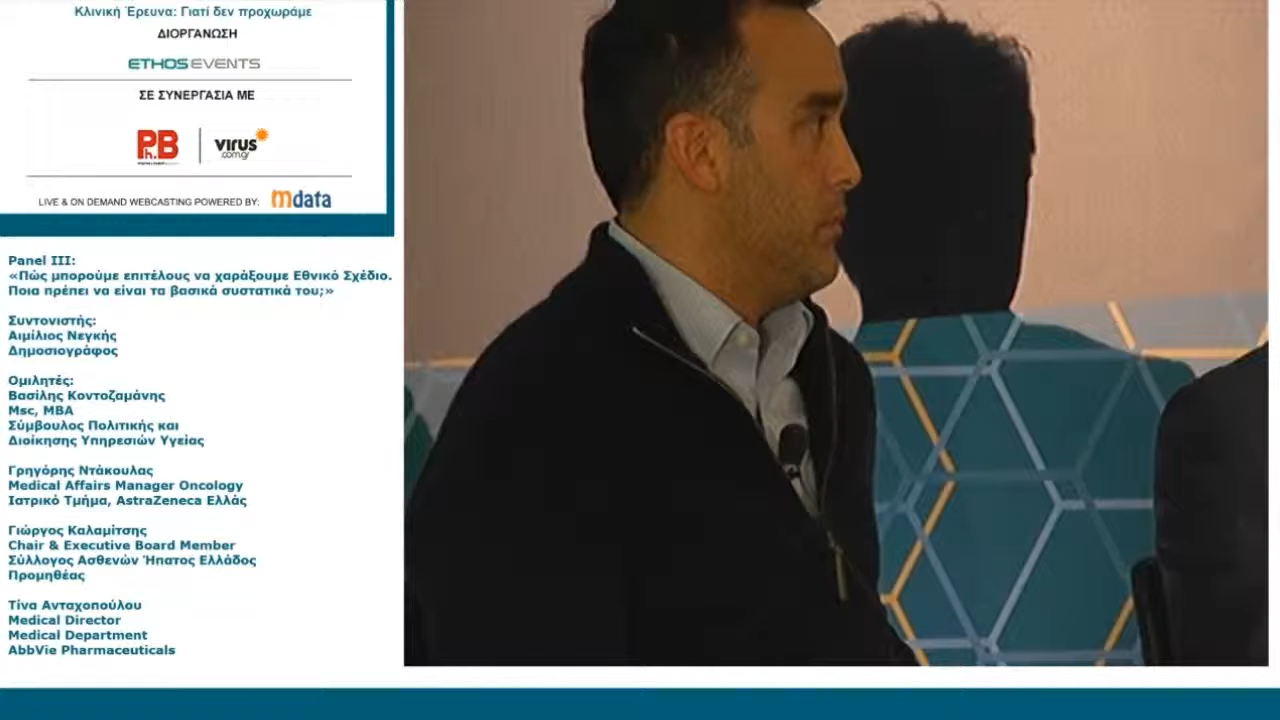 Κλινική Έρευνα: Γιατί δεν προχωράμε
ΔΙΟΡΓΑΝΩΣΗ
ETHOSEVENTS
ΣΕ ΣΥΝΕΡΓΑΣΙΑ ΜΕ
Ph.B
virus
.com.gr
LIVE & ON DEMAND WEBCASTING POWERED BY: mdata
Panel III:
«Πώς μπορούμε επιτέλους να χαράξουμε Εθνικό Σχέδιο.
Ποια πρέπει να είναι τα βασικά συστατικά του;»
Συντονιστής:
Αιμίλιος Νεγκής
Δημοσιογράφος
Ομιλητές:
Βασίλης Κοντοζαμάνης
Msc, MBA
Σύμβουλος Πολιτικής και
Διοίκησης Υπηρεσιών Υγείας
Γρηγόρης Ντάκουλας
Medical Affairs Manager Oncology
Ιατρικό Τμήμα, AstraZeneca Ελλάς
Γιώργος Καλαμίτσης
Chair & Executive Board Member
Σύλλογος Ασθενών Ήπατος Ελλάδος
Προμηθέας
Τίνα Ανταχοπούλου
Medical Director
Medical Department
AbbVie Pharmaceuticals